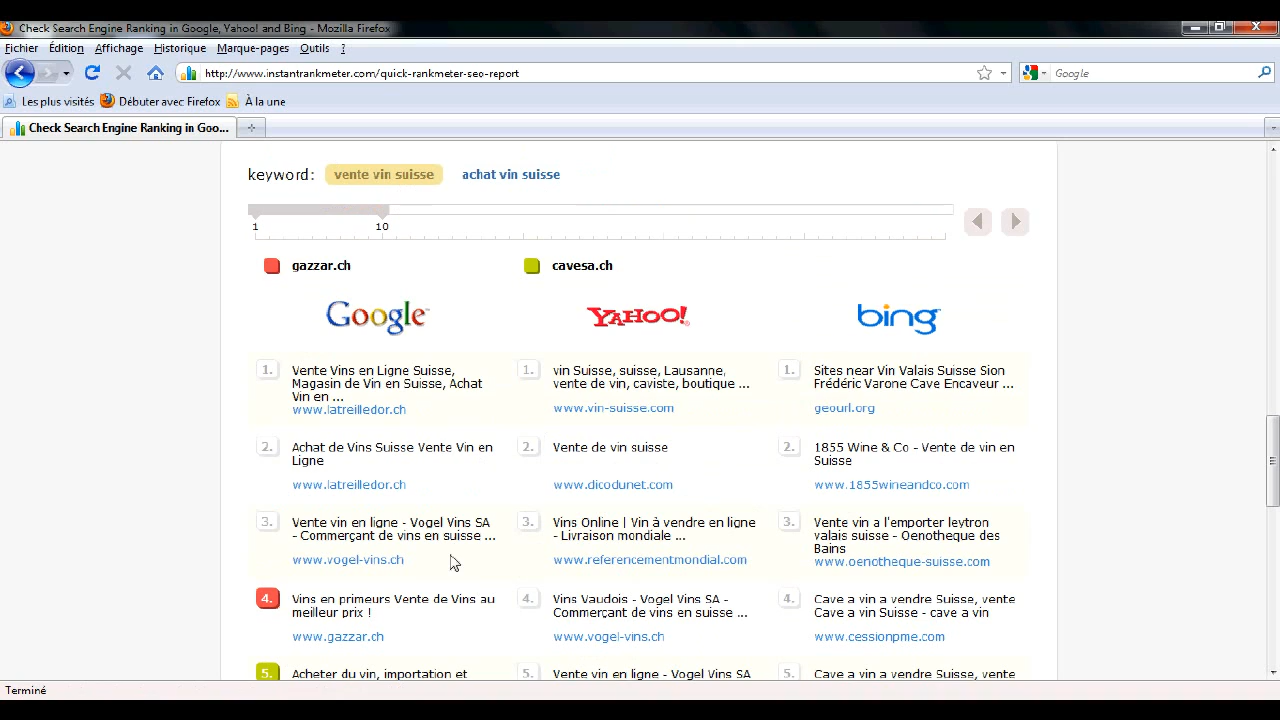 Check Search Engine Ranking in Google, Yahoo! and Bing - Mozilla Firefox
Fichier Édition Affichage Historique Marque-pages Outils ?
http://www.instantrankmeter.com/quick-rankmeter-seo-report
Google
Les plus visités Débuter avec Firefox À la une
Check Search Engine Ranking in Goo...
keyword: vente vin suisse achat vin suisse
1 10
gazzar.ch cavesa.ch
Google YAHOO! bing
1. Vente Vins en Ligne Suisse,
Magasin de Vin en Suisse, Achat
Vin en ...
www.latreilledor.ch
1. vin Suisse, suisse, Lausanne,
vente de vin, caviste, boutique ...
www.vin-suisse.com
1. Sites near Vin Valais Suisse Sion
Frédéric Varone Cave Encaveur ...
geourl.org
2. Achat de Vins Suisse Vente Vin en
Ligne
www.latreilledor.ch
2. Vente de vin suisse
www.dicodunet.com
2. 1855 Wine & Co - Vente de vin en
Suisse
www.1855wineandco.com
3. Vente vin en ligne - Vogel Vins SA
- Commerçant de vins en suisse ...
www.vogel-vins.ch
3. Vins Online | Vin à vendre en ligne
- Livraison mondiale ...
www.referencementmondial.com
3. Vente vin a l'emporter leytron
valais suisse - Oenotheque des
Bains
www.oenotheque-suisse.com
4. Vins en primeurs Vente de Vins au
meilleur prix !
www.gazzar.ch
4. Vins Vaudois - Vogel Vins SA -
Commerçant de vins en suisse ...
www.vogel-vins.ch
4. Cave a vin a vendre Suisse, vente
Cave a vin Suisse - cave a vin
www.cessionpme.com
5. Acheter du vin, importation et
5. Vente vin en ligne - Vogel Vins SA
5. Cave a vin a vendre Suisse, vente
Terminé